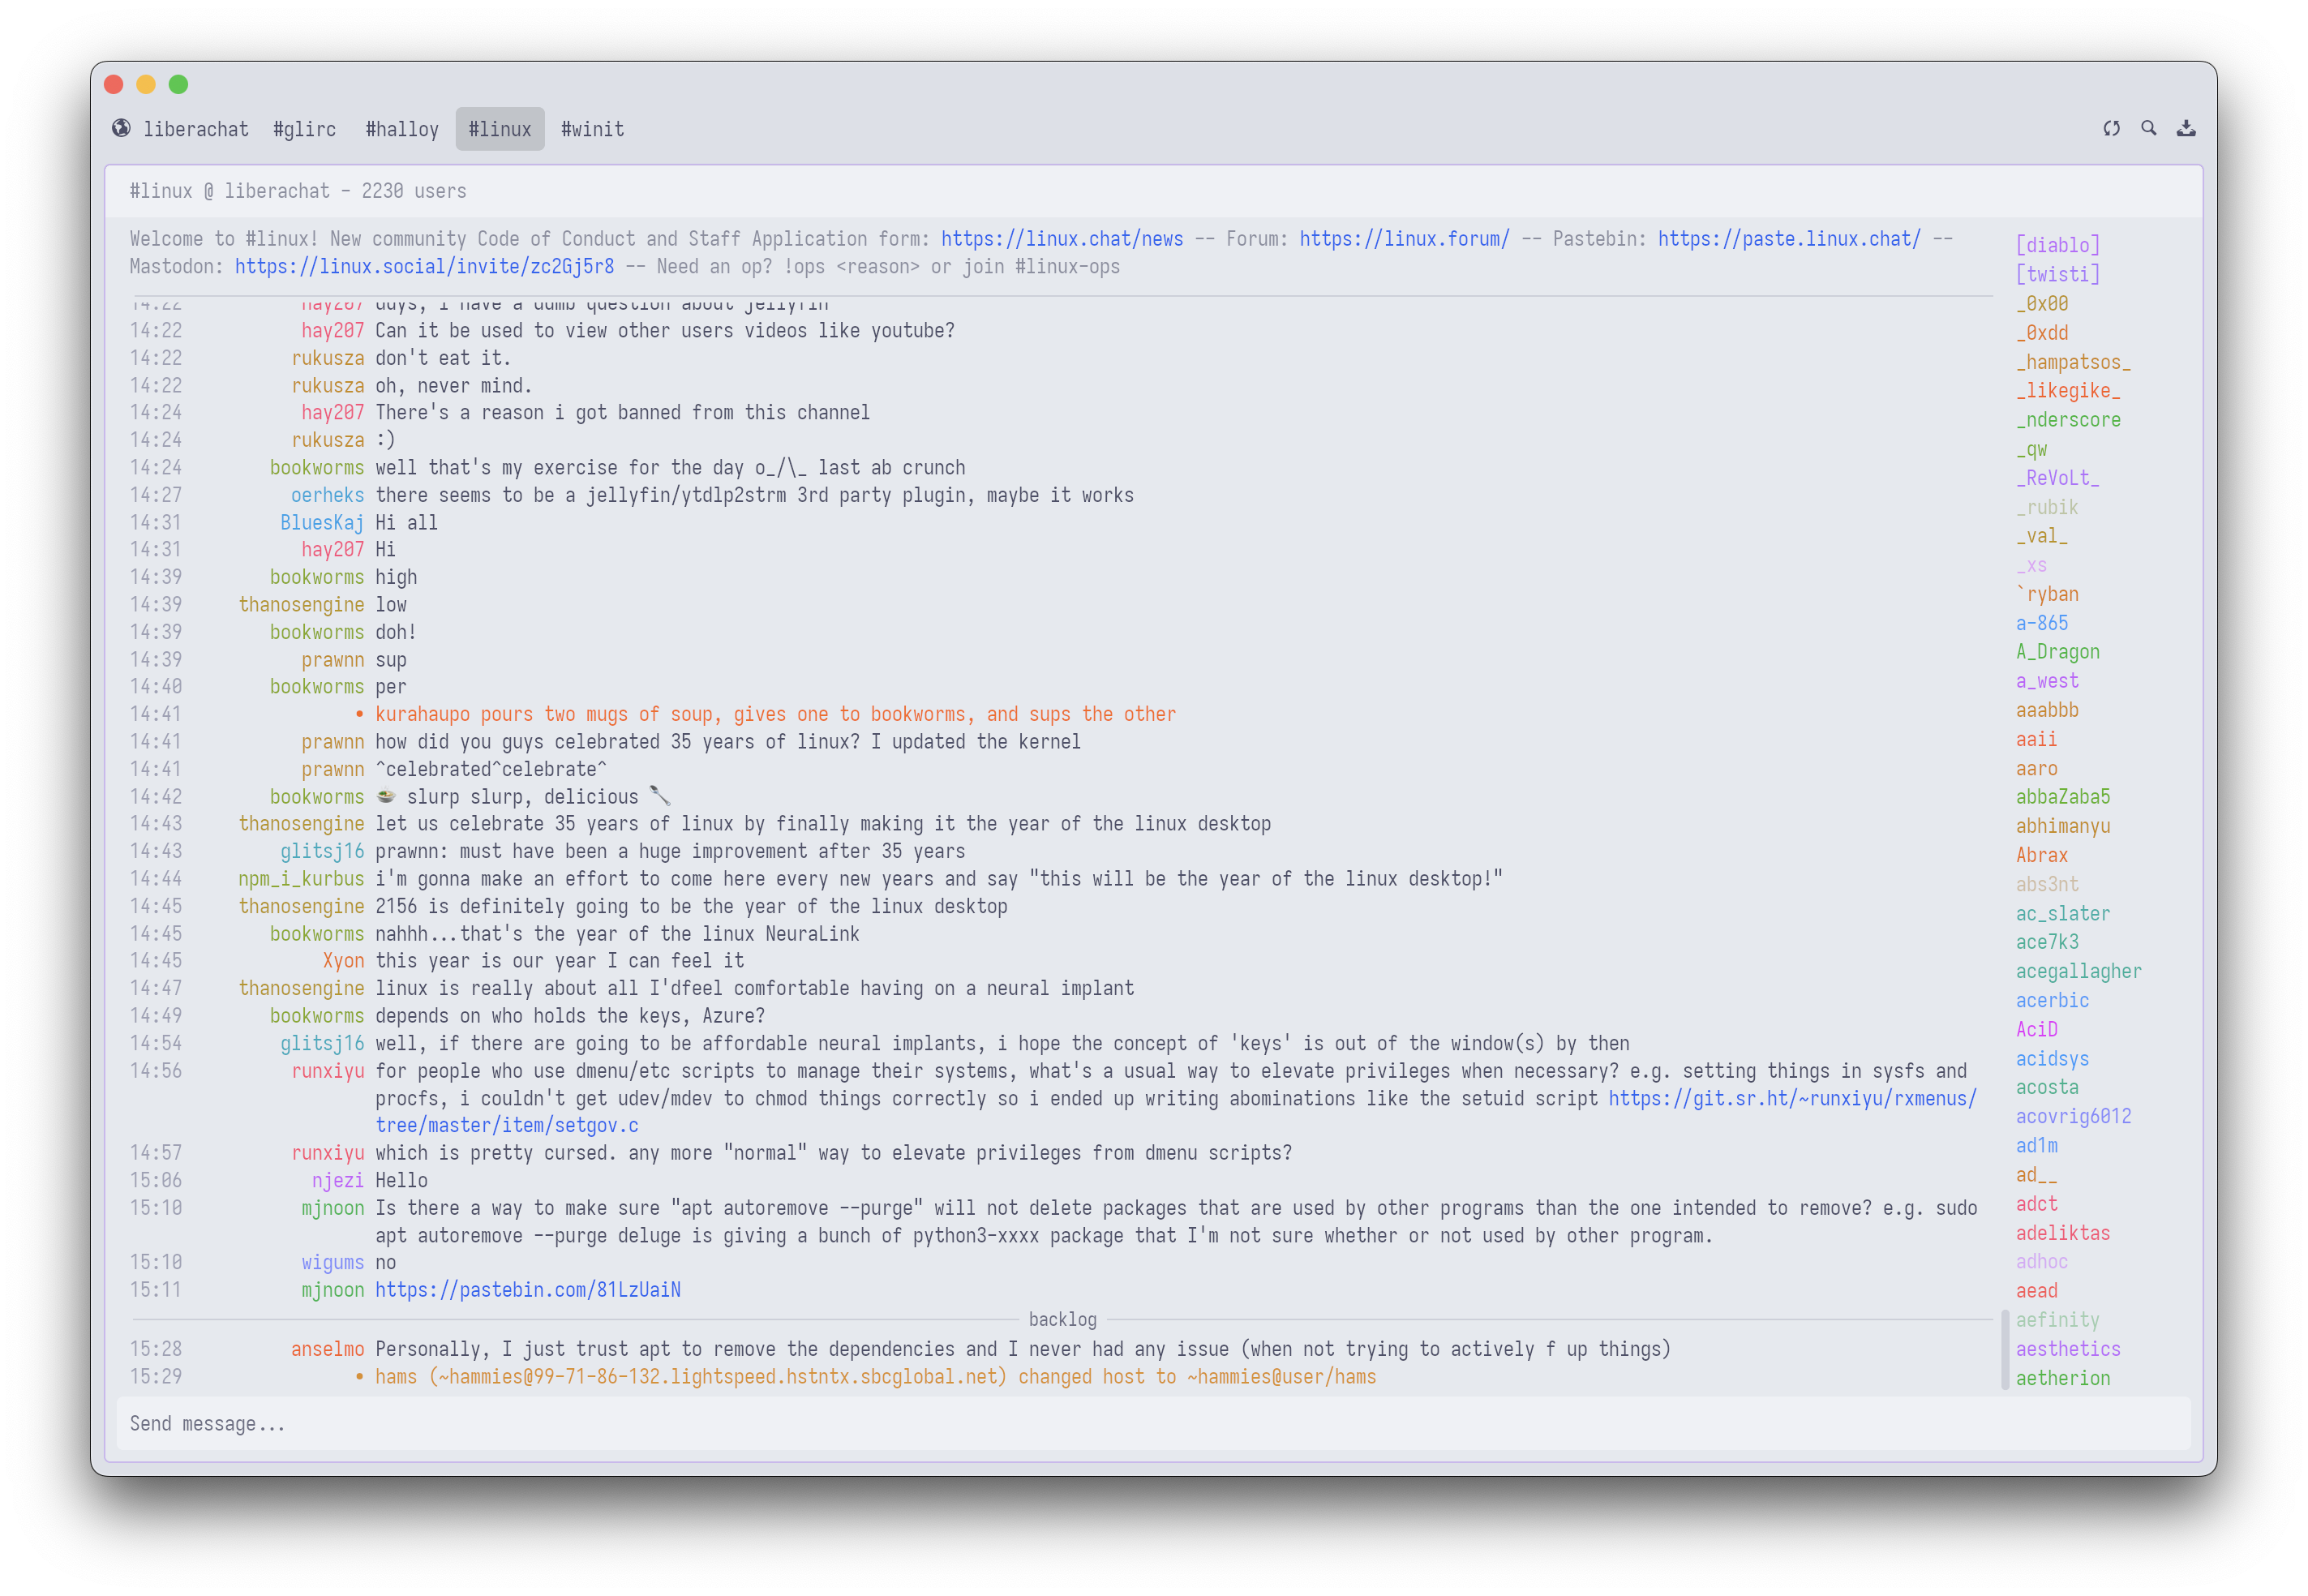 liberachat #glirc #halloy #linux #winit
#linux @ liberachat - 2230 users
Welcome to #linux! New community Code of Conduct and Staff Application form: https://linux.chat/news -- Forum: https://linux.forum/ -- Pastebin: https://paste.linux.chat/ --
Mastodon: https://linux.social/invite/zc2Gj5r8 -- Need an op? !ops <reason> or join #linux-ops
14:22 hay207 Guys, i have a dumb question about jellyfin
14:22 hay207 Can it be used to view other users videos like youtube?
14:22 rukusza don't eat it.
14:22 rukusza oh, never mind.
14:24 hay207 There's a reason i got banned from this channel
14:24 rukusza :)
14:24 bookworms well that's my exercise for the day o_/\_ last ab crunch
14:27 oerheks there seems to be a jellyfin/ytdlp2strm 3rd party plugin, maybe it works
14:31 BluesKaj Hi all
14:31 hay207 Hi
14:39 bookworms high
14:39 thanosengine low
14:39 bookworms doh!
14:39 prawnn sup
14:40 bookworms per
14:41 • kurahaupo pours two mugs of soup, gives one to bookworms, and sups the other
14:41 prawnn how did you guys celebrated 35 years of linux? I updated the kernel
14:41 prawnn ^celebrated^celebrate^
14:42 bookworms 🍲 slurp slurp, delicious 🥄
14:43 thanosengine let us celebrate 35 years of linux by finally making it the year of the linux desktop
14:43 glitsj16 prawnn: must have been a huge improvement after 35 years
14:44 npm_i_kurbus i'm gonna make an effort to come here every new years and say "this will be the year of the linux desktop!"
14:45 thanosengine 2156 is definitely going to be the year of the linux desktop
14:45 bookworms nahhh...that's the year of the linux NeuraLink
14:45 Xyon this year is our year I can feel it
14:47 thanosengine linux is really about all I'dfeel comfortable having on a neural implant
14:49 bookworms depends on who holds the keys, Azure?
14:54 glitsj16 well, if there are going to be affordable neural implants, i hope the concept of 'keys' is out of the window(s) by then
14:56 runxiyu for people who use dmenu/etc scripts to manage their systems, what's a usual way to elevate privileges when necessary? e.g. setting things in sysfs and
procfs, i couldn't get udev/mdev to chmod things correctly so i ended up writing abominations like the setuid script https://git.sr.ht/~runxiyu/rxmenus/
tree/master/item/setgov.c
14:57 runxiyu which is pretty cursed. any more "normal" way to elevate privileges from dmenu scripts?
15:06 njezi Hello
15:10 mjnoon Is there a way to make sure "apt autoremove --purge" will not delete packages that are used by other programs than the one intended to remove? e.g. sudo
apt autoremove --purge deluge is giving a bunch of python3-xxxx package that I'm not sure whether or not used by other program.
15:10 wigums no
15:11 mjnoon https://pastebin.com/81LzUaiN
backlog
15:28 anselmo Personally, I just trust apt to remove the dependencies and I never had any issue (when not trying to actively f up things)
15:29 • hams (~hammies@99-71-86-132.lightspeed.hstntx.sbcglobal.net) changed host to ~hammies@user/hams
Send message...
[diablo]
[twisti]
_0x00
_0xdd
_hampatsos_
_likegike_
_nderscore
_qw
_ReVoLt_
_rubik
_val_
_xs
`ryban
a-865
A_Dragon
a_west
aaabbb
aaii
aaro
abbaZaba5
abhimanyu
Abrax
abs3nt
ac_slater
ace7k3
acegallagher
acerbic
AciD
acidsys
acosta
acovrig6012
ad1m
ad__
adct
adeliktas
adhoc
aead
aefinity
aesthetics
aetherion